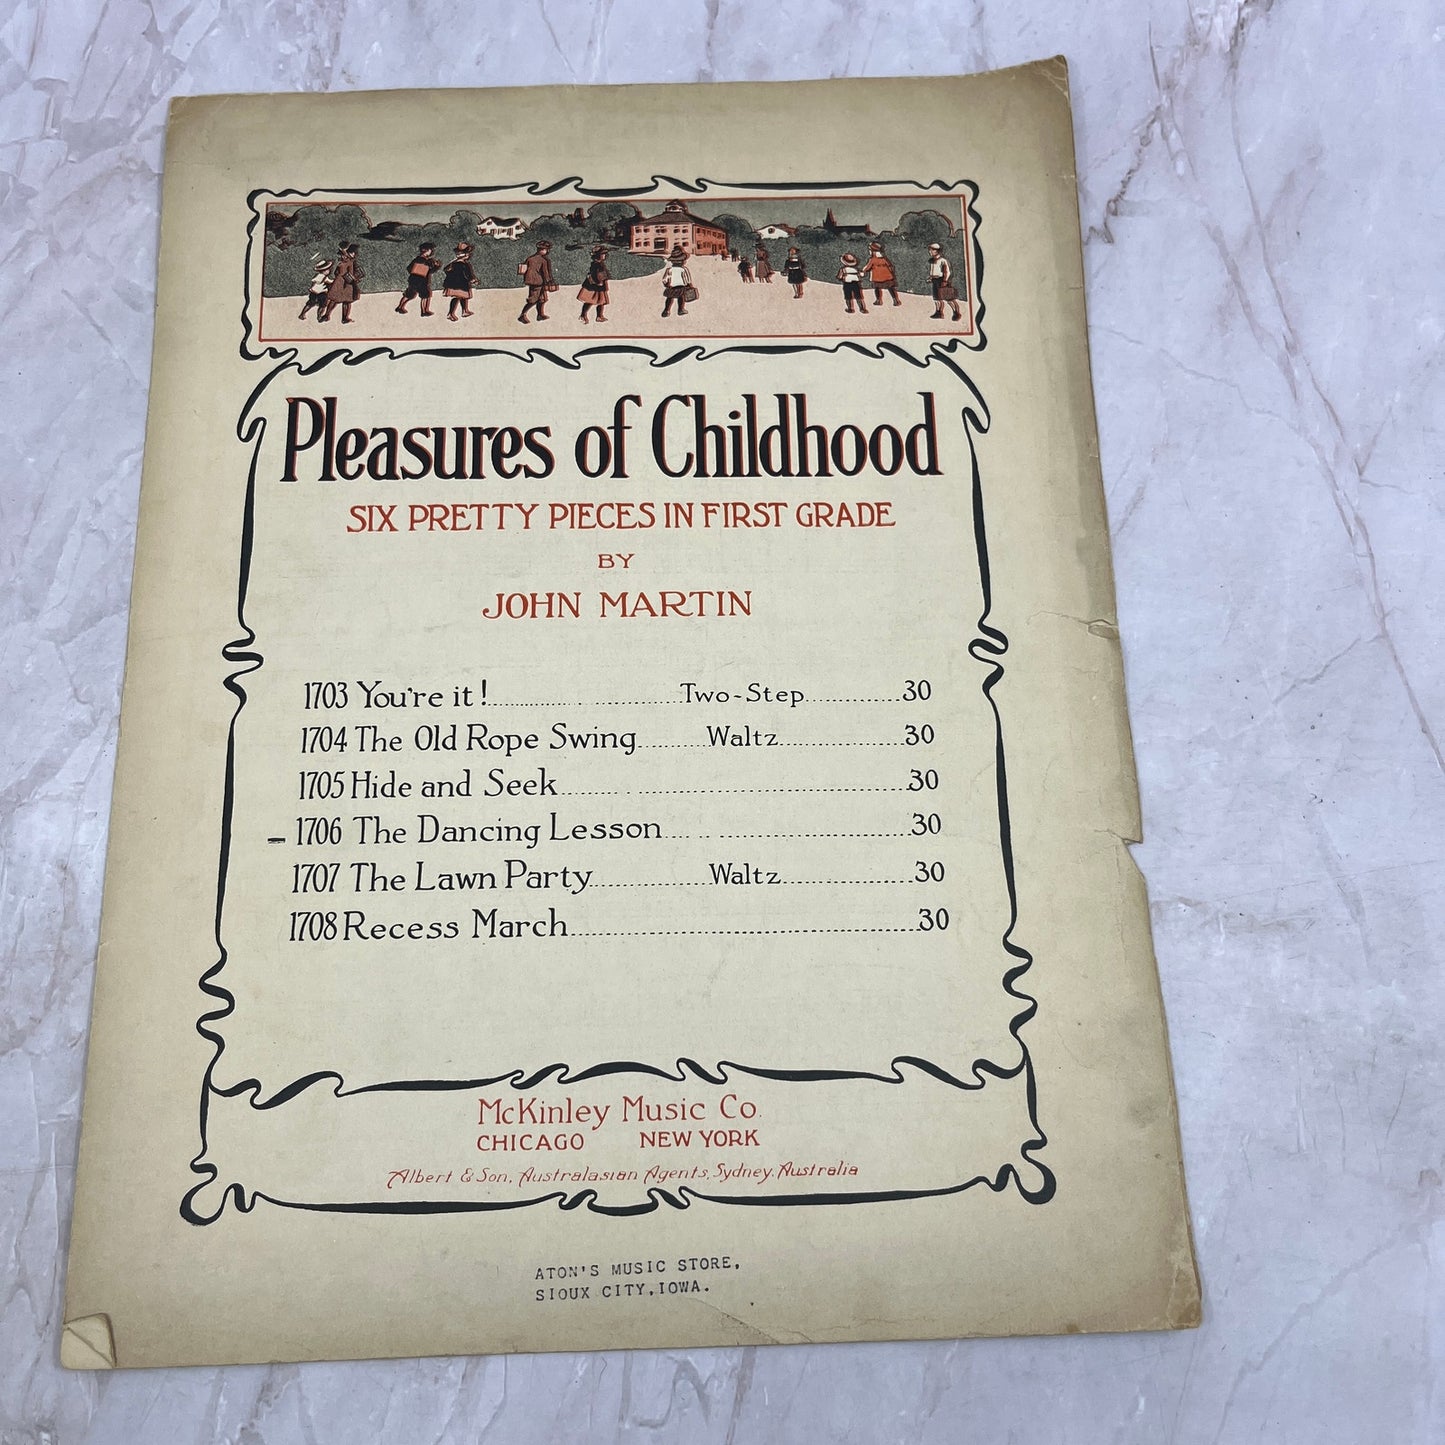 Pleasures of Childhood
SIX PRETTY PIECES IN FIRST GRADE
BY
JOHN MARTIN
1703 You're it! Two-Step 30
1704 The Old Rope Swing Waltz 30
1705 Hide and Seek 30
1706 The Dancing Lesson 30
1707 The Lawn Party Waltz 30
1708 Recess March 30
McKinley Music Co.
CHICAGO NEW YORK
Albert & Son, Australasian Agents, Sydney, Australia
ATON'S MUSIC STORE,
SIOUX CITY, IOWA.